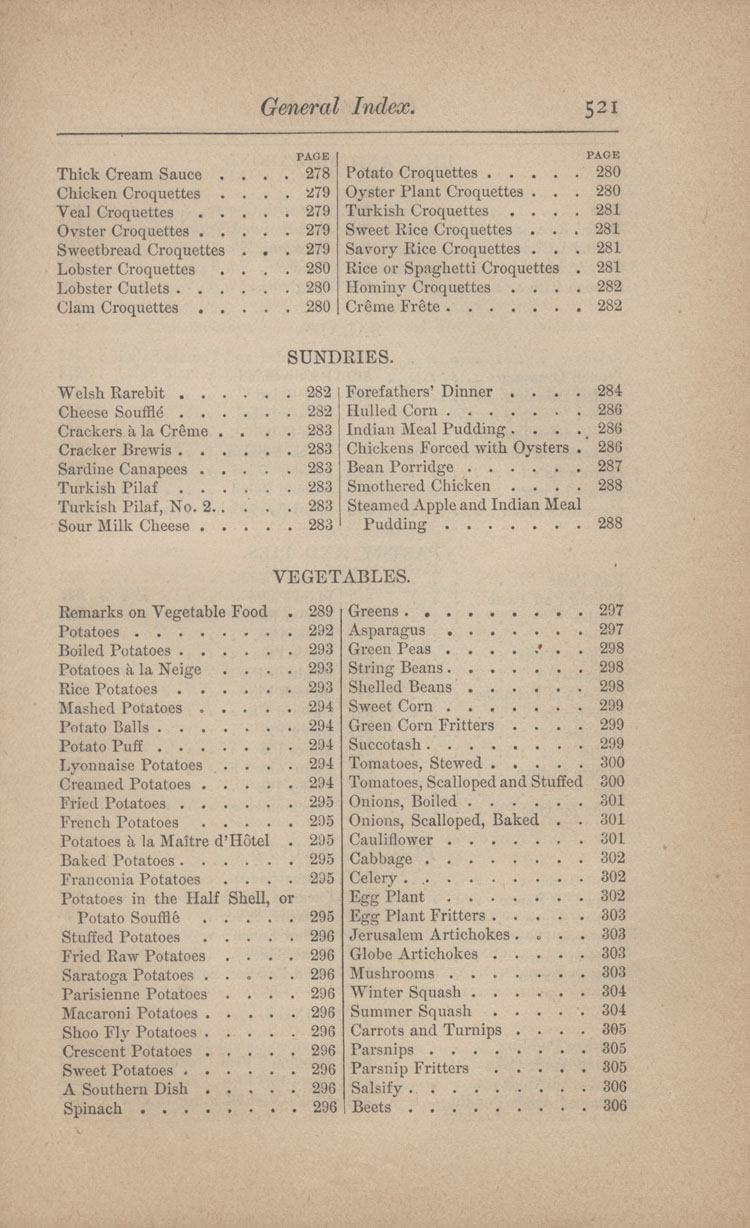 General Index. 521
PAGE
Thick Cream Sauce . . . . 278
Chicken Croquettes . . . . 279
Veal Croquettes . . . . . 279
Oyster Croquettes . . . . . 279
Sweetbread Croquettes . . . 279
Lobster Croquettes . . . . 280
Lobster Cutlets . . . . . . 280
Clam Croquettes . . . . . 280
PAGE
Potato Croquettes . . . . . 280
Oyster Plant Croquettes . . . 280
Turkish Croquettes . . . . 281
Sweet Rice Croquettes . . . 281
Savory Rice Croquettes . . . 281
Rice or Spaghetti Croquettes . 281
Hominy Croquettes . . . . 282
Crême Frête . . . . . . . 282
SUNDRIES.
Welsh Rarebit . . . . . . 282
Cheese Soufflé . . . . . . 282
Crackers à la Crême . . . . 283
Cracker Brewis . . . . . . 283
Sardine Canapees . . . . . 283
Turkish Pilaf . . . . . . 283
Turkish Pilaf, No. 2. . . . . 283
Sour Milk Cheese . . . . . 283
Forefathers' Dinner . . . . 284
Hulled Corn . . . . . . . 286
Indian Meal Pudding . . . . 286
Chickens Forced with Oysters . 286
Bean Porridge . . . . . . 287
Smothered Chicken . . . . 288
Steamed Apple and Indian Meal
Pudding . . . . . . . 288
VEGETABLES.
Remarks on Vegetable Food . 289
Potatoes . . . . . . . . 292
Boiled Potatoes . . . . . . 293
Potatoes à la Neige . . . . 293
Rice Potatoes . . . . . . 293
Mashed Potatoes . . . . . 294
Potato Balls . . . . . . . 294
Potato Puff . . . . . . . 294
Lyonnaise Potatoes . . . . 294
Creamed Potatoes . . . . . 294
Fried Potatoes . . . . . . 295
French Potatoes . . . . . 295
Potatoes à la Maître d'Hôtel . 295
Baked Potatoes . . . . . . 295
Franconia Potatoes . . . . 295
Potatoes in the Half Shell, or
Potato Soufflé . . . . . 295
Stuffed Potatoes . . . . . 296
Fried Raw Potatoes . . . . 296
Saratoga Potatoes . . . . . 296
Parisienne Potatoes . . . . 296
Macaroni Potatoes . . . . . 296
Shoo Fly Potatoes . . . . . 296
Crescent Potatoes . . . . . 296
Sweet Potatoes . . . . . . 296
A Southern Dish . . . . . 296
Spinach . . . . . . . . 296
Greens . . . . . . . . . 297
Asparagus . . . . . . . 297
Green Peas . . . . . . . 298
String Beans . . . . . . . 298
Shelled Beans . . . . . . 298
Sweet Corn . . . . . . . 299
Green Corn Fritters . . . . 299
Succotash . . . . . . . . 299
Tomatoes, Stewed . . . . . 300
Tomatoes, Scalloped and Stuffed 300
Onions, Boiled . . . . . . 301
Onions, Scalloped, Baked . . 301
Cauliflower . . . . . . . 301
Cabbage . . . . . . . . 302
Celery . . . . . . . . . 302
Egg Plant . . . . . . . 302
Egg Plant Fritters . . . . . 303
Jerusalem Artichokes . . . . 303
Globe Artichokes . . . . . 303
Mushrooms . . . . . . . 303
Winter Squash . . . . . . 304
Summer Squash . . . . . 304
Carrots and Turnips . . . . 305
Parsnips . . . . . . . . 305
Parsnip Fritters . . . . . 305
Salsify . . . . . . . . . 306
Beets . . . . . . . . . 306